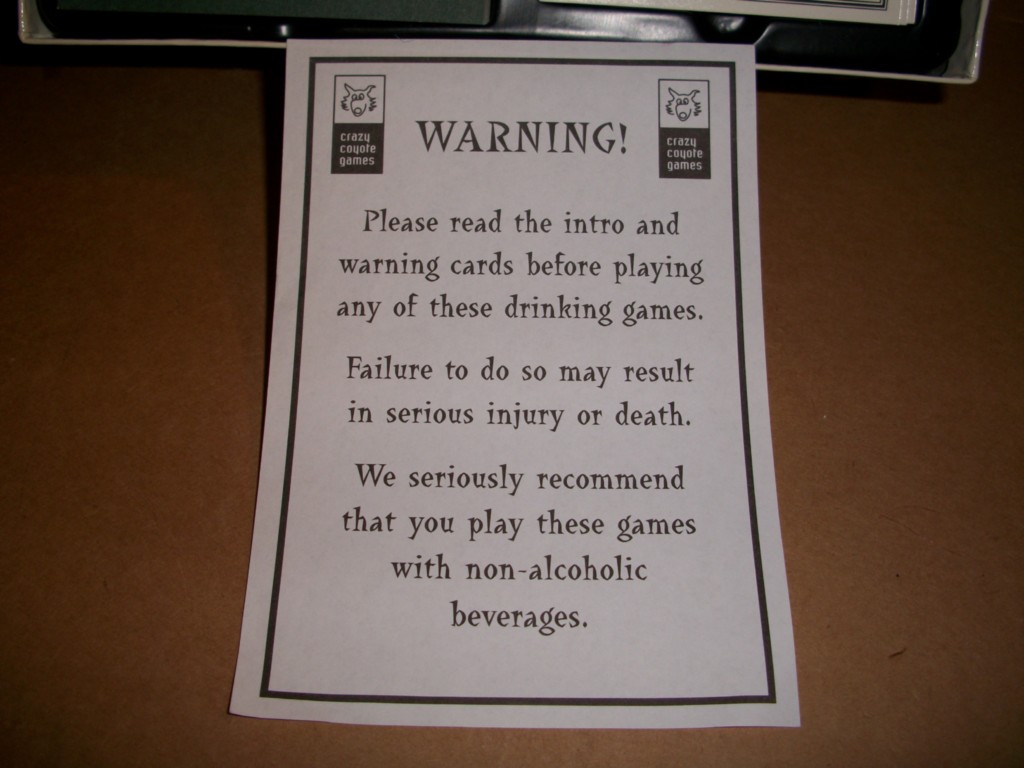 crazy
coyote
games
WARNING!
crazy
coyote
games
Please read the intro and
warning cards before playing
any of these drinking games.
Failure to do so may result
in serious injury or death.
We seriously recommend
that you play these games
with non-alcoholic
beverages.